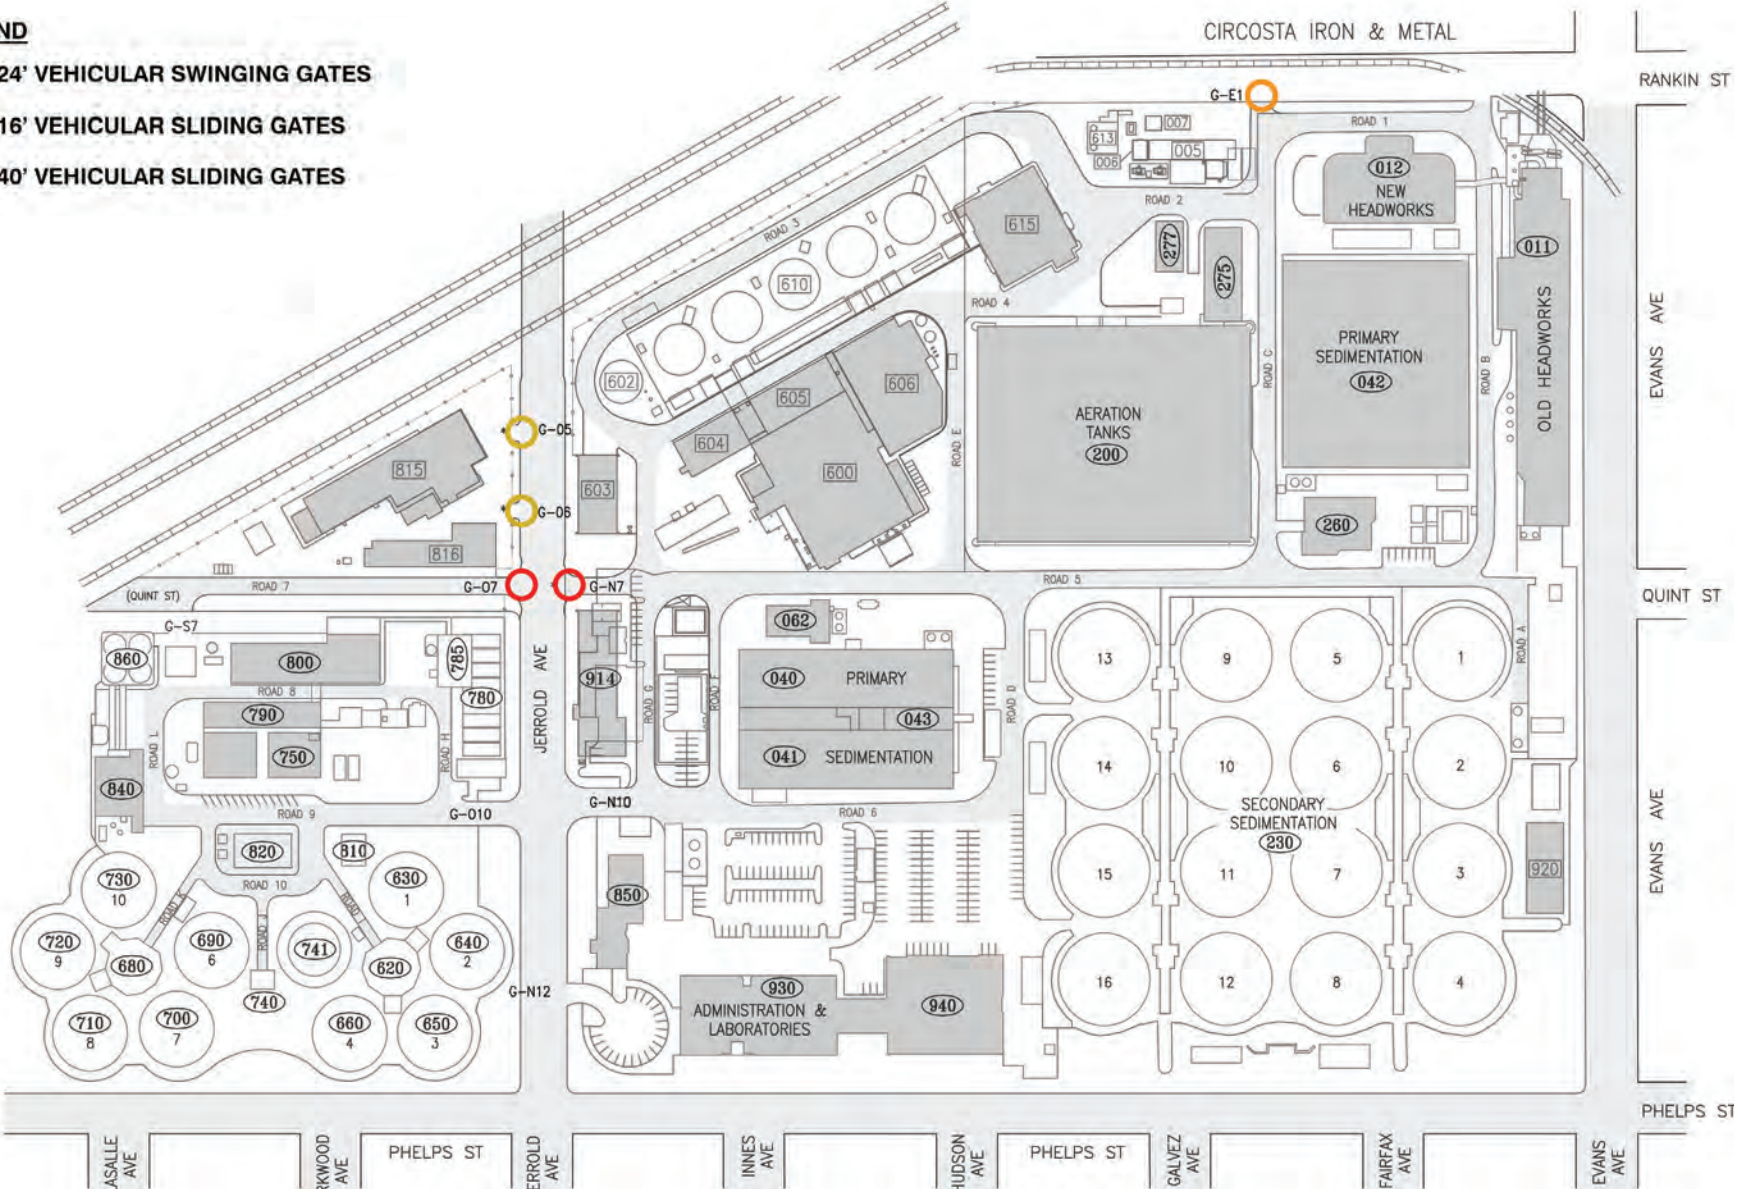 ND
24' VEHICULAR SWINGING GATES
16' VEHICULAR SLIDING GATES
40' VEHICULAR SLIDING GATES
CIRCOSTA IRON & METAL
RANKIN ST
G-E1
ROAD 1
007
613
005
006
012
NEW
HEADWORKS
ROAD 2
ROAD 3
615
277
275
011
OLD HEADWORKS
610
ROAD 4
EVANS AVE
PRIMARY
SEDIMENTATION
042
ROAD C
ROAD B
602
605
606
604
600
ROAD E
AERATION
TANKS
200
G-05
815
603
G-06
816
260
ROAD 7
(QUINT ST)
G-07
G-N7
ROAD 5
QUINT ST
G-S7
860
800
785
780
ROAD 8
790
750
ROAD L
ROAD H
840
JERROLD AVE
914
ROAD G
ROAD F
062
040 PRIMARY
043
041 SEDIMENTATION
ROAD D
ROAD A
13
9
5
1
14
10
6
2
SECONDARY
SEDIMENTATION
230
15
11
7
3
16
12
8
4
920
EVANS AVE
ROAD 9
G-010
G-N10
ROAD 6
820
810
ROAD 10
730
10
630
1
ROAD K
ROAD J
ROAD
720
9
690
6
741
640
2
680
620
740
710
8
700
7
660
4
650
3
850
G-N12
930
ADMINISTRATION &
LABORATORIES
940
PHELPS ST
LASALLE
AVE
RKWOOD
AVE
PHELPS ST
ERROLD
AVE
INNES
AVE
HUDSON
AVE
PHELPS ST
GALVEZ
AVE
FAIRFAX
AVE
EVANS
AVE